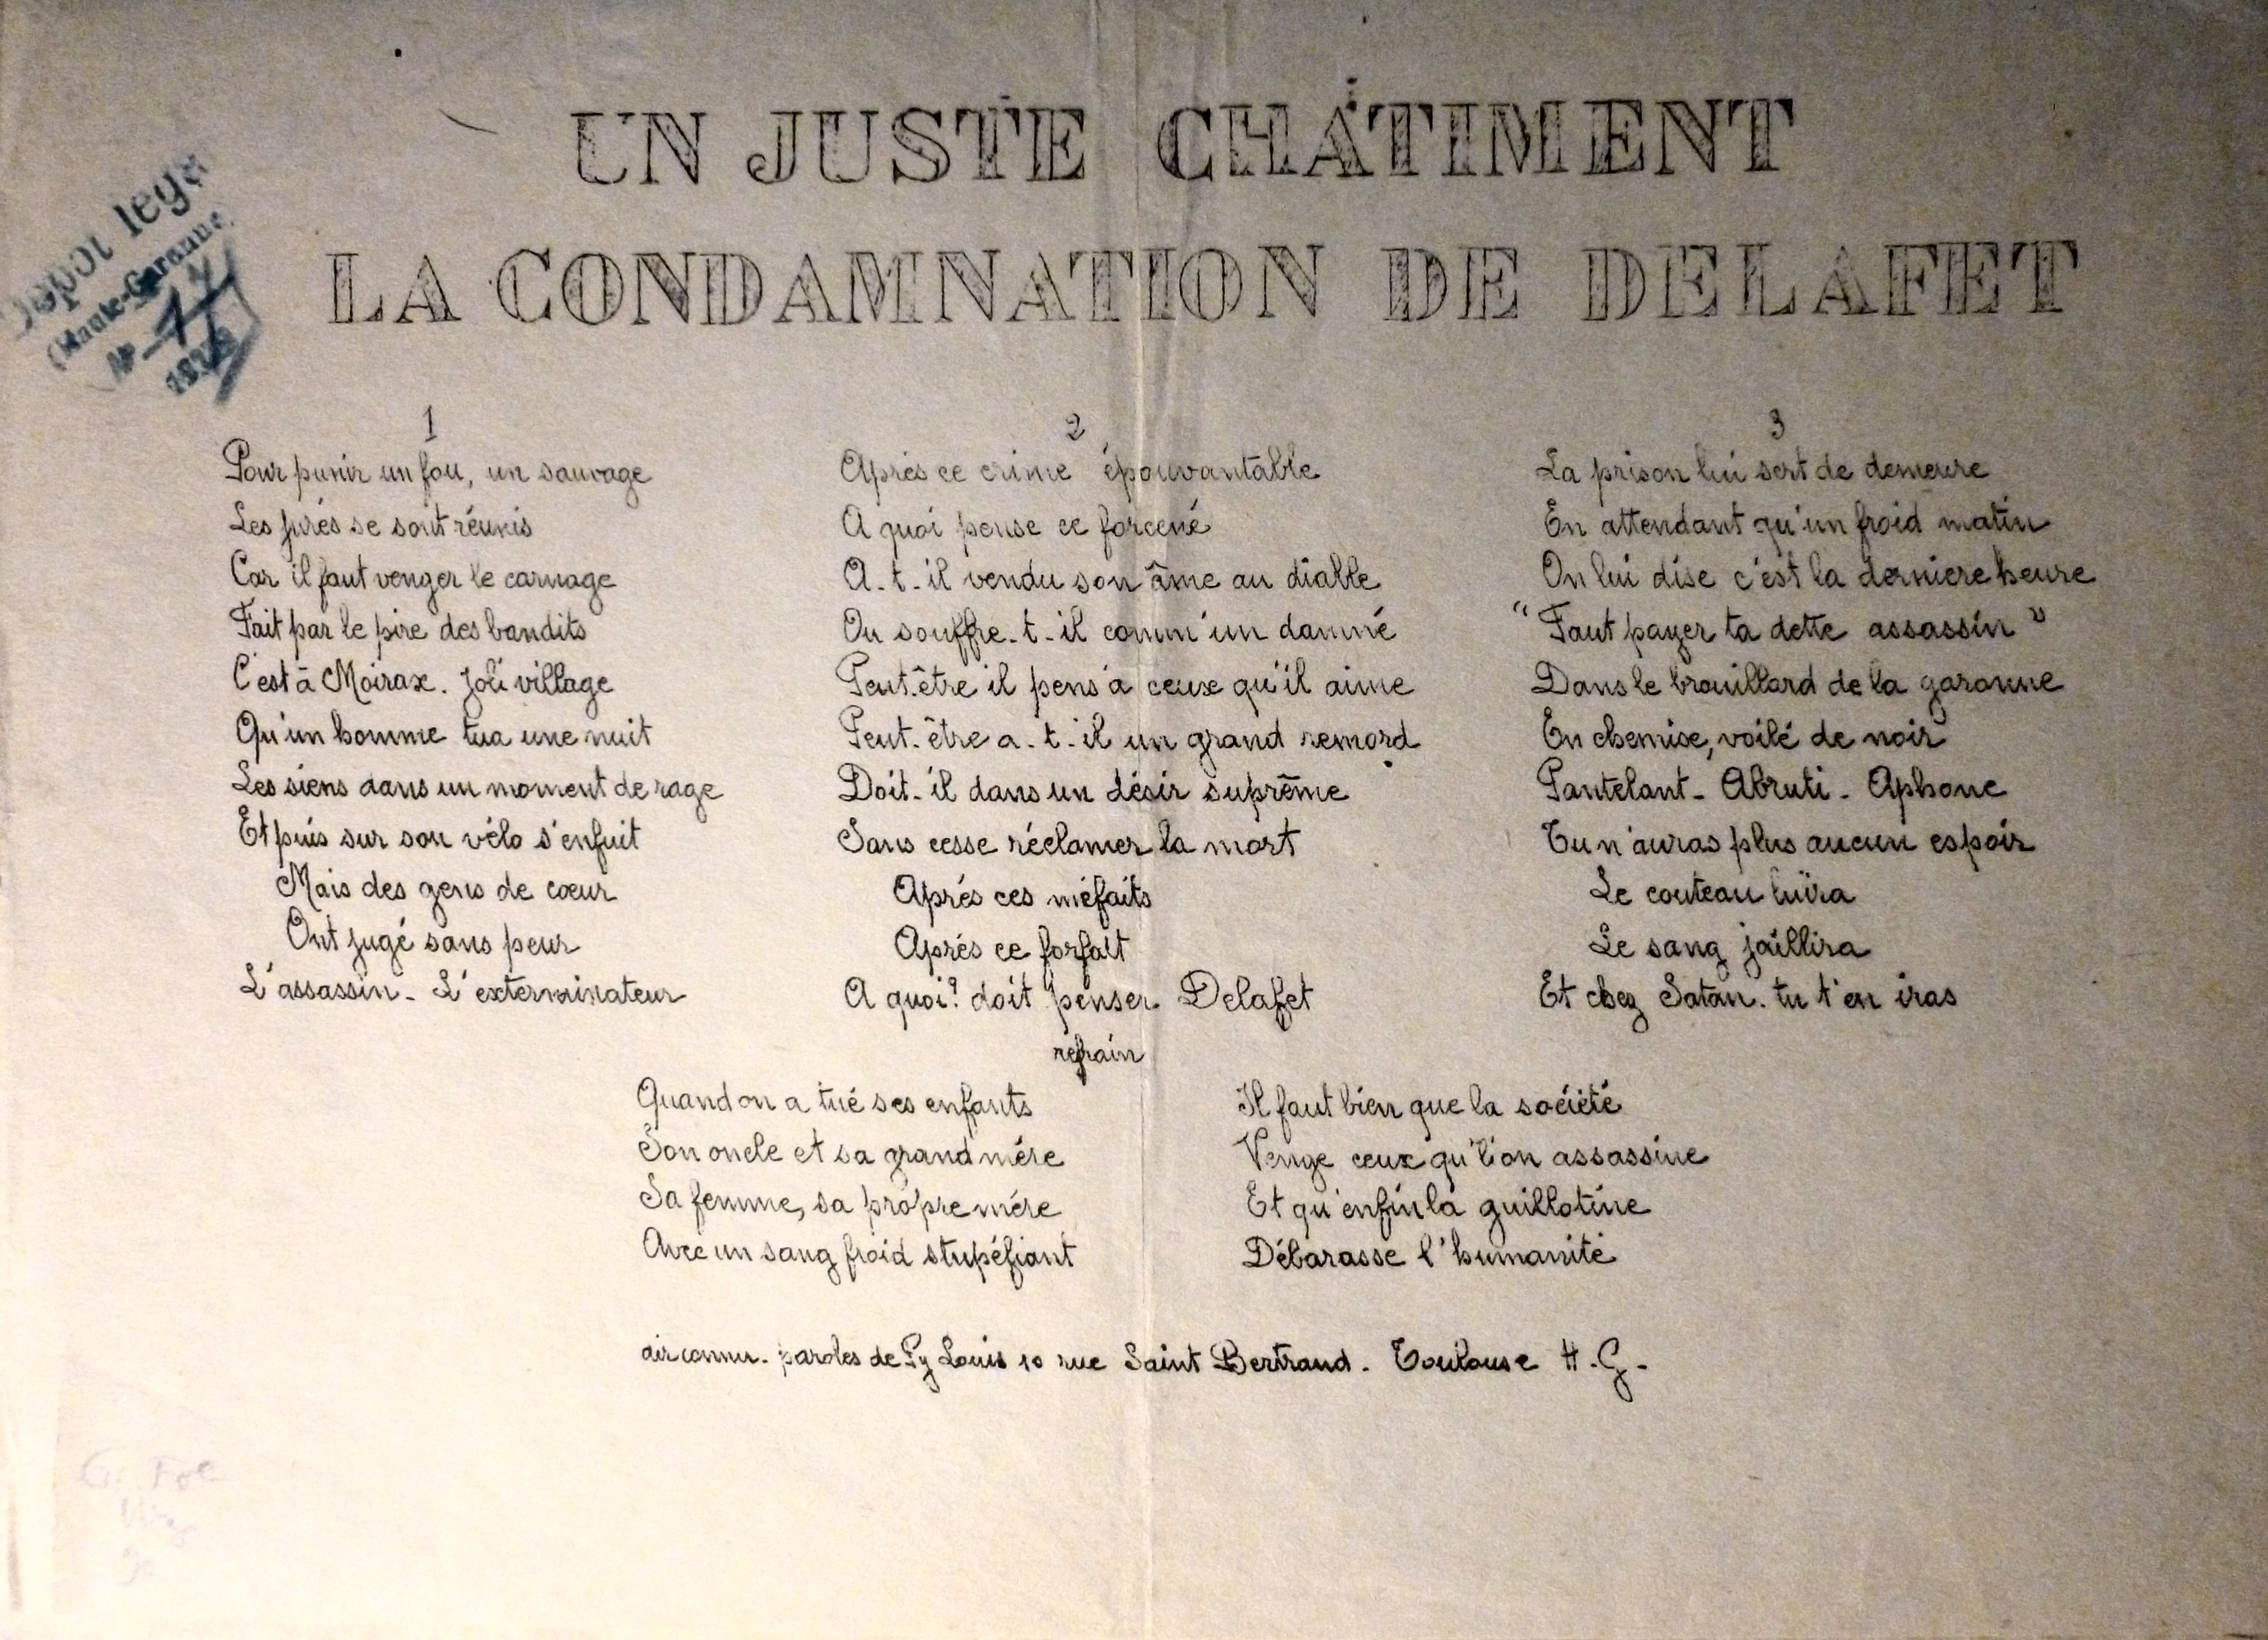 UN JUSTE CHÂTIMENT
LA CONDAMNATION DE DELAFET
Dépot léga
(Haute-Garonne
N°
1
Pour punir un fou, un sauvage
Les jurés se sont réunis
Car il faut venger le carnage
Fait par le pire des bandits
C'est à Moirax. Joli village
Qu'un homme tua une nuit
Les siens dans un moment de rage
Et puis sur son vélo s'enfuit
Mais des gens de cœur
Ont jugé sans peur
L'assassin - L'exterminateur
2
Aprés ce crime épouvantable
A quoi pense ce forcené
A-t-il vendu son âme au diable
Ou souffre-t-il comm'un damné
Peut-être il pens'a ceux qu'il aime
Peut-être a-t-il un grand remord
Doit-il dans un désir suprême
Sans cesse réclamer la mort
Aprés ces méfaits
Aprés ce forfait
A quoi? doit penser. Delafet
3
La prison lui sert de demeure
En attendant qu'un froid matin
On lui dise c'est la derniere heure
"Faut payer ta dette assassin"
Dans le brouillard de la garonne
En chemise, voilé de noir
Pantelant - Abruti - Aphone
Tu n'auras plus aucun espoir
Le couteau luïra
Le sang jaillira
Et chez Satan. tu t'en iras
refrain
Quand on a tué ses enfants
Son oncle et sa grand mére
Sa femme, sa propre mére
Avec un sang froid stupéfiant
Il faut bien que la société
Venge ceux qu'l'on assassine
Et qu'enfin la guillotine
Débarasse l'humanité
air connu. paroles de Py Louis 10 rue Saint Bertrand. Toulouse H.G.